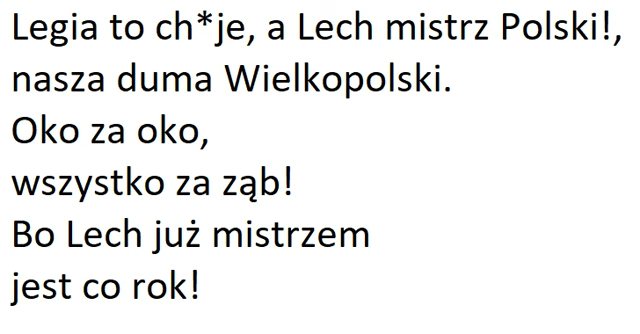 Legia to ch*je, a Lech mistrz Polski!,
nasza duma Wielkopolski.
Oko za oko,
wszystko za ząb!
Bo Lech już mistrzem
jest co rok!